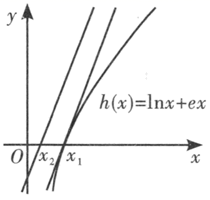 y
h(x)=lnx+ex
O
x₂
x₁
x